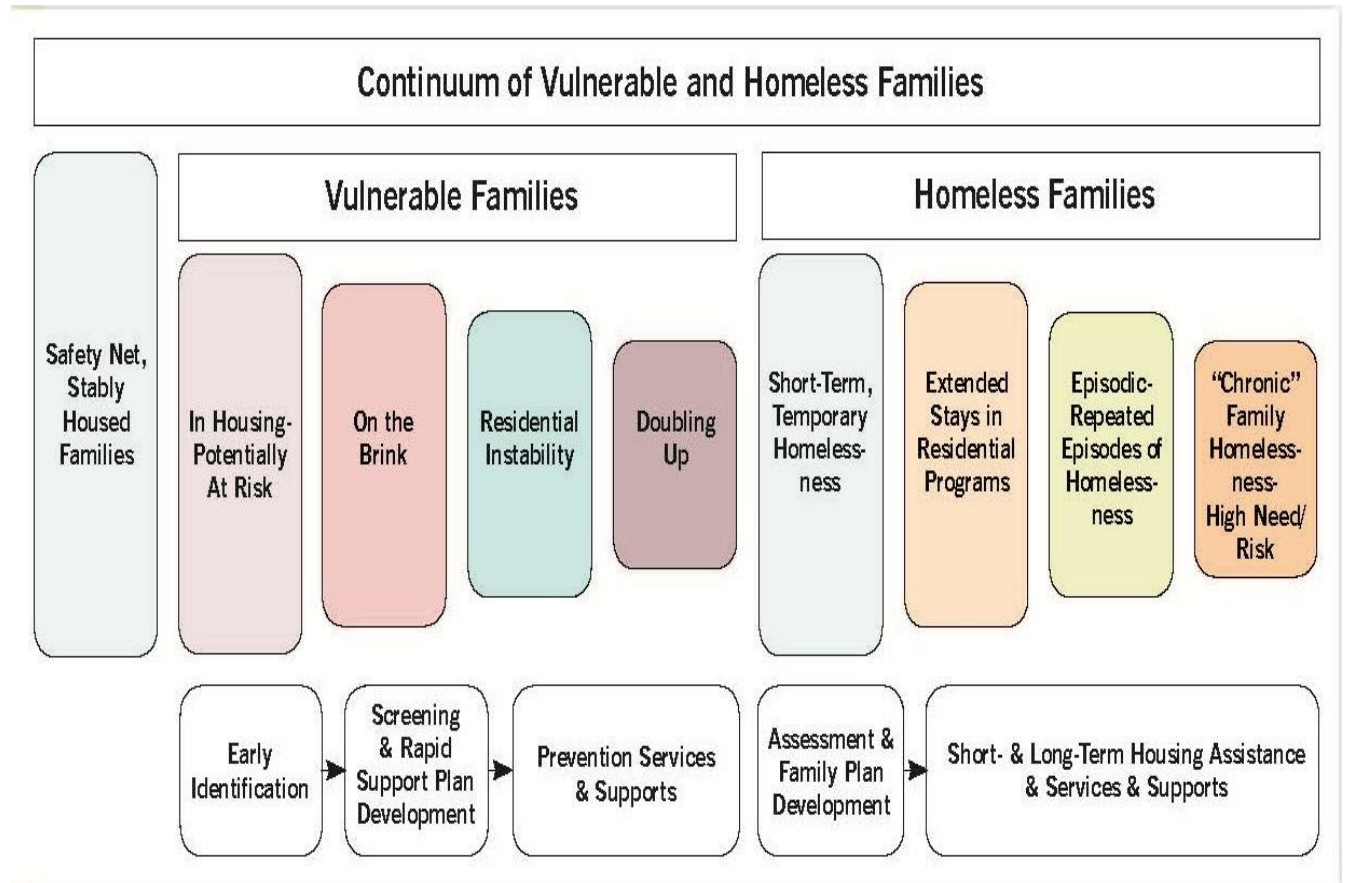 Continuum of Vulnerable and Homeless Families
Vulnerable Families
Homeless Families
Safety Net,
Stably
Housed
Families
In Housing-
Potentially
At Risk
On the
Brink
Residential
Instability
Doubling
Up
Short-Term,
Temporary
Homeless-
ness
Extended
Stays in
Residential
Programs
Episodic-
Repeated
Episodes of
Homeless-
ness
“Chronic”
Family
Homeless-
ness-
High Need/
Risk
Early
Identification
Screening
& Rapid
Support Plan
Development
Prevention Services
& Supports
Assessment &
Family Plan
Development
Short- & Long-Term Housing Assistance
& Services & Supports